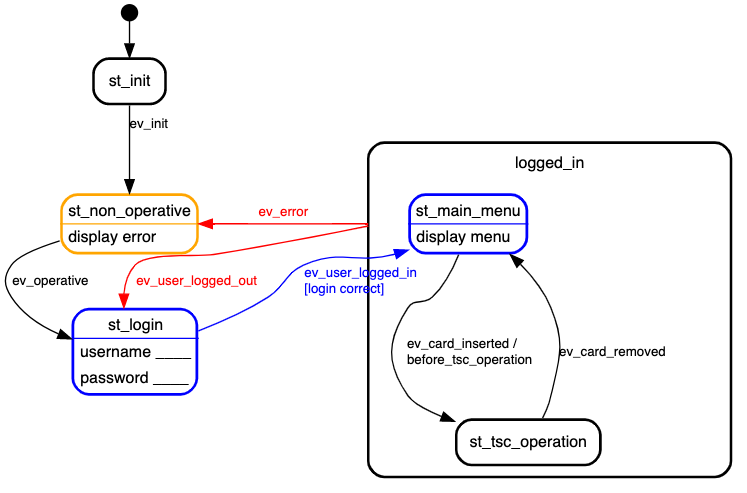 st_init
ev_init
logged_in
st_non_operative
display error
ev_error
st_main_menu
display menu
ev_operative
ev_user_logged_out
ev_user_logged_in
[login correct]
st_login
username ____
password ____
ev_card_inserted /
before_tsc_operation
ev_card_removed
st_tsc_operation